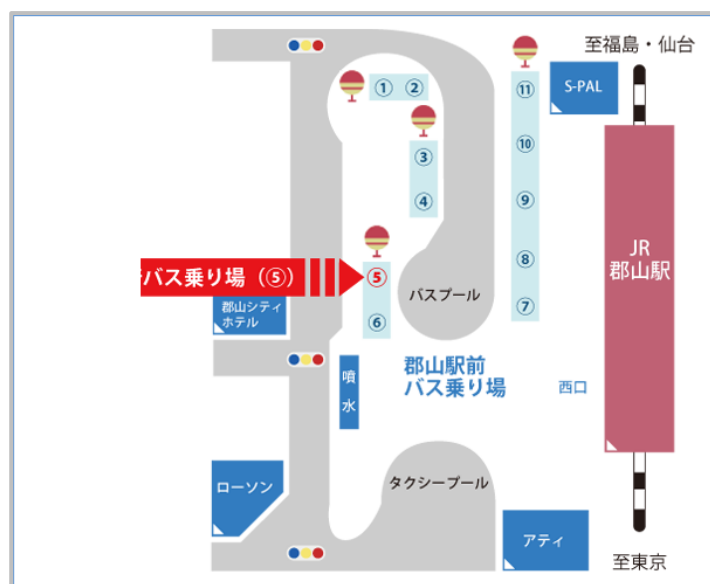 至福島・仙台
S-PAL
① ②
③
④
⑪
⑩
⑨
⑧
⑦
JR
郡山駅
バス乗り場（⑤）
⑤
⑥
バスプール
郡山シティ
ホテル
噴
水
郡山駅前
バス乗り場
西口
ローソン
タクシープール
アティ
至東京